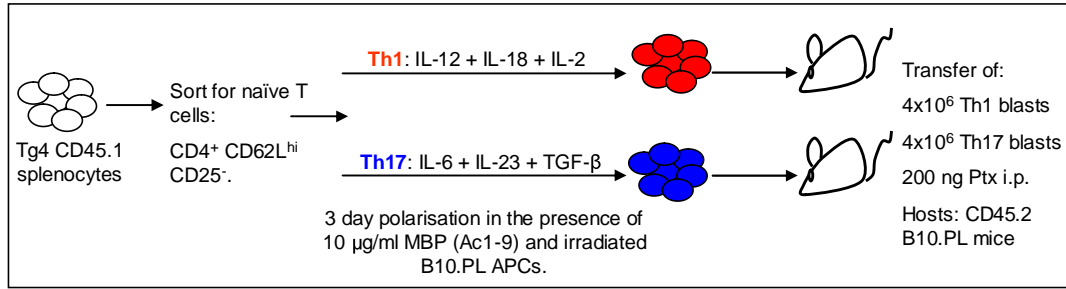 Tg4 CD45.1
splenocytes
Sort for naïve T
cells:
CD4⁺ CD62Lʰⁱ
CD25⁻.
Th1: IL-12 + IL-18 + IL-2
Th17: IL-6 + IL-23 + TGF-β
3 day polarisation in the presence of
10 µg/ml MBP (Ac1-9) and irradiated
B10.PL APCs.
Transfer of:
4x10⁶ Th1 blasts
4x10⁶ Th17 blasts
200 ng Ptx i.p.
Hosts: CD45.2
B10.PL mice